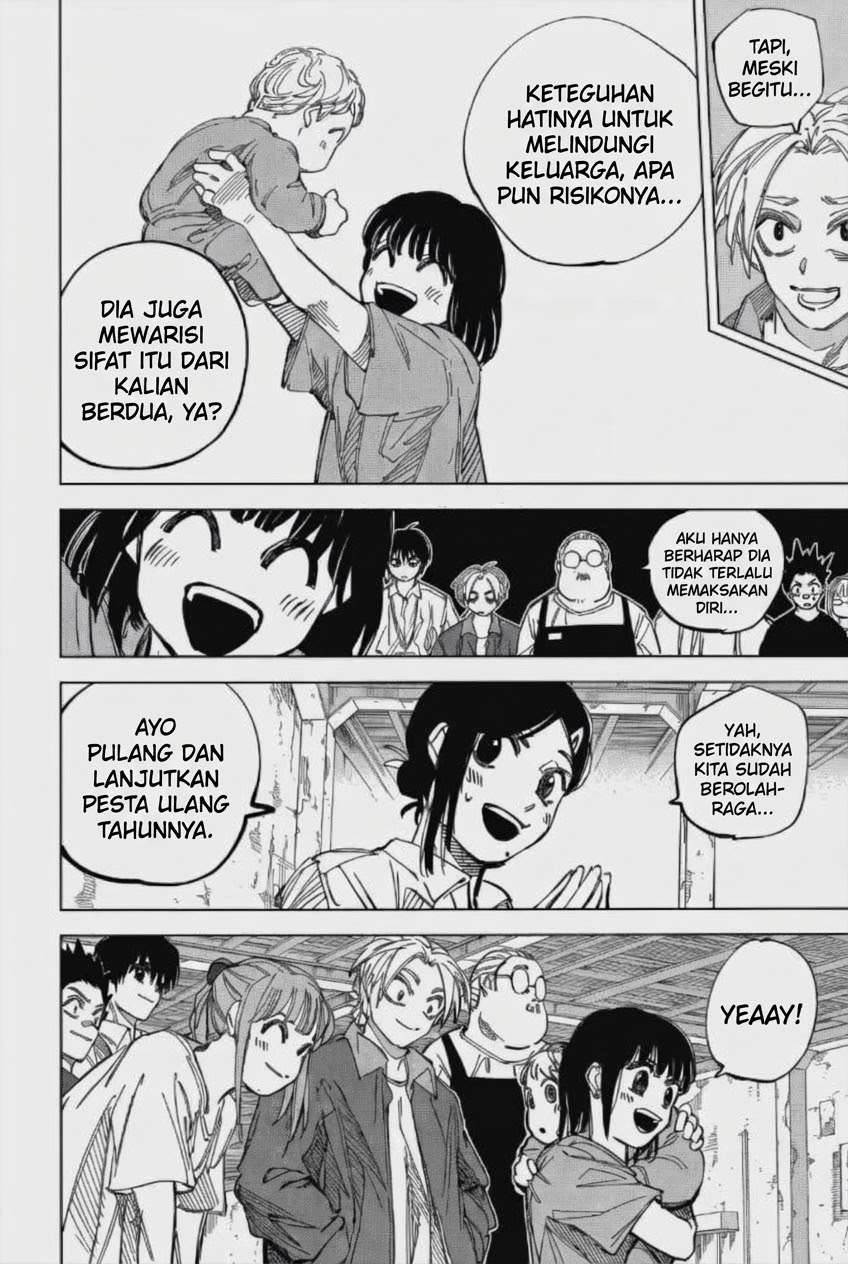 TAPI,
MESKI
BEGITU...
KETEGUHAN
HATINYA UNTUK
MELINDUNGI
KELUARGA, APA
PUN RISIKONYA...
DIA JUGA
MEWARISI
SIFAT ITU DARI
KALIAN
BERDUA, YA?
AKU HANYA
BERHARAP DIA
TIDAK TERLALU
MEMAKSAKAN
DIRI...
YAH,
SETIDAKNYA
KITA SUDAH
BEROLAH-
RAGA...
AYO
PULANG DAN
LANJUTKAN
PESTA ULANG
TAHUNNYA.
YEAAY!